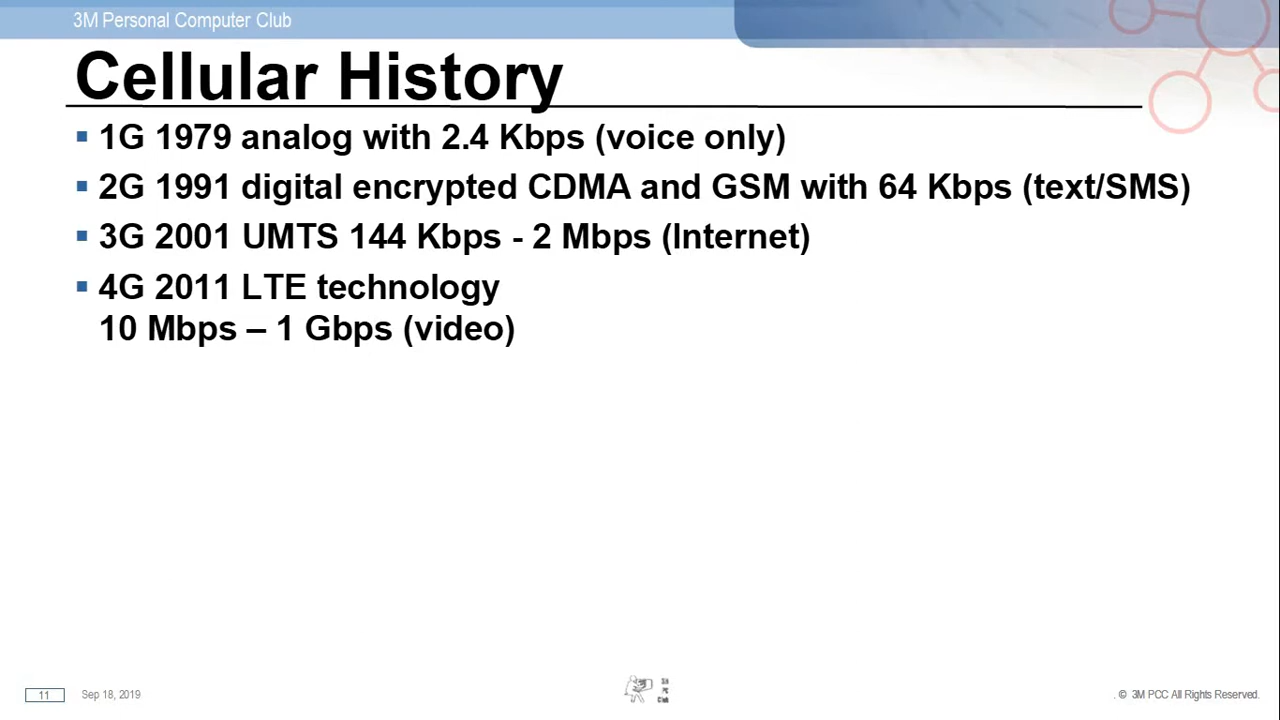 3M Personal Computer Club
Cellular History
▪ 1G 1979 analog with 2.4 Kbps (voice only)
▪ 2G 1991 digital encrypted CDMA and GSM with 64 Kbps (text/SMS)
▪ 3G 2001 UMTS 144 Kbps - 2 Mbps (Internet)
▪ 4G 2011 LTE technology
10 Mbps – 1 Gbps (video)
11
Sep 18, 2019
. © 3M PCC All Rights Reserved.